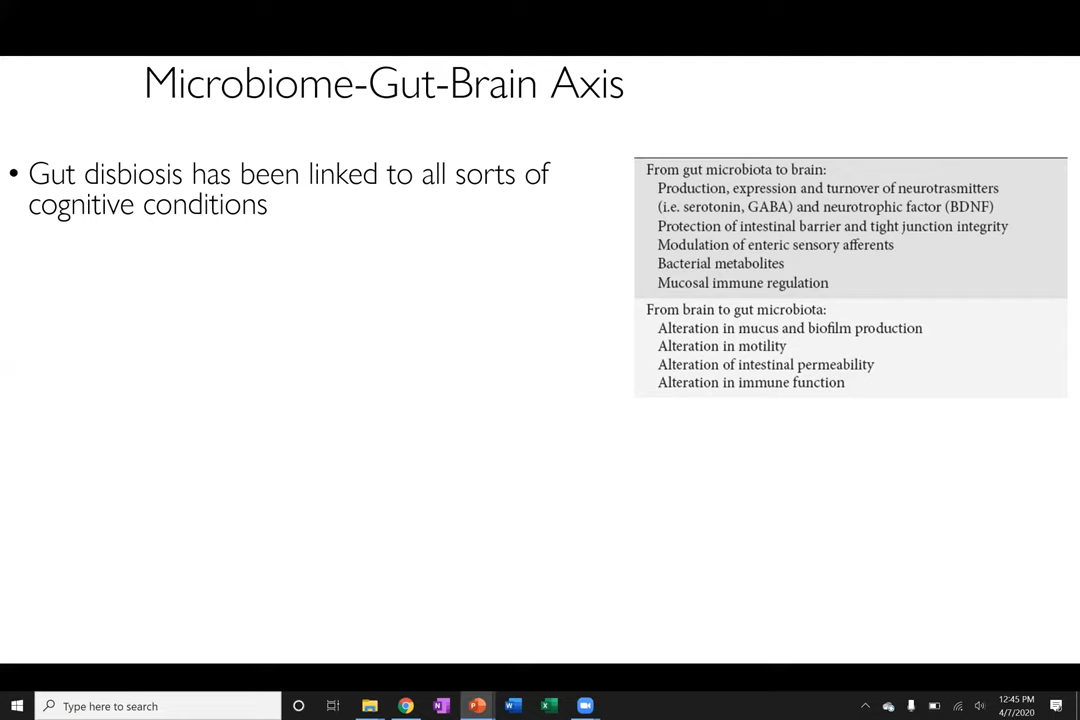 Microbiome-Gut-Brain Axis
• Gut disbiosis has been linked to all sorts of
cognitive conditions
From gut microbiota to brain:
Production, expression and turnover of neurotrasmitters
(i.e. serotonin, GABA) and neurotrophic factor (BDNF)
Protection of intestinal barrier and tight junction integrity
Modulation of enteric sensory afferents
Bacterial metabolites
Mucosal immune regulation
From brain to gut microbiota:
Alteration in mucus and biofilm production
Alteration in motility
Alteration of intestinal permeability
Alteration in immune function
Type here to search
12:45 PM
4/7/2020